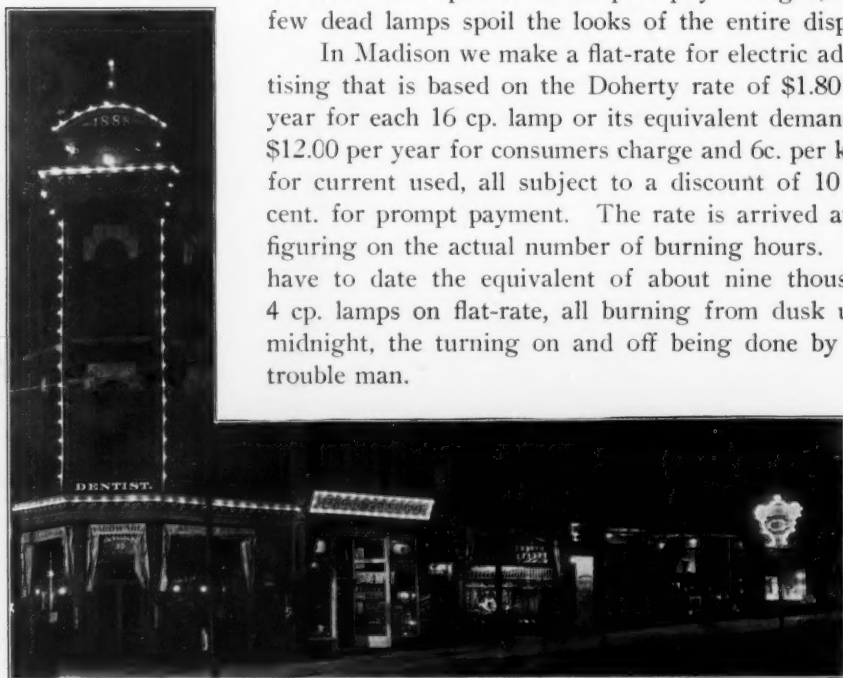 few dead lamps spoil the looks of the entire disp
In Madison we make a flat-rate for electric ad
tising that is based on the Doherty rate of $1.80
year for each 16 cp. lamp or its equivalent deman
$12.00 per year for consumers charge and 6c. per k
for current used, all subject to a discount of 10
cent. for prompt payment. The rate is arrived a
figuring on the actual number of burning hours.
have to date the equivalent of about nine thous
4 cp. lamps on flat-rate, all burning from dusk u
midnight, the turning on and off being done by
trouble man.
1888
DENTIST.
HARDWARE